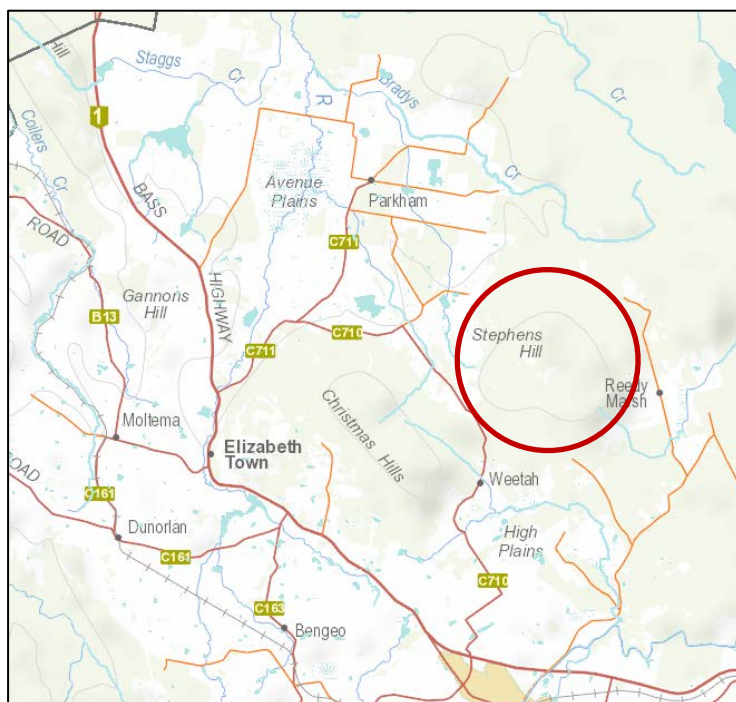 Hill
Staggs
Cr
Coilers
Cr
1
R
Bradys
Cr
Cr
BASS
Avenue
Plains
Parkham
ROAD
C711
Gannons
Hill
HIGHWAY
B13
C710
C711
Stephens
Hill
Reedy
Marsh
Christmas Hills
Moltema
Elizabeth
Town
ROAD
Weetah
C161
Dunorlan
C161
High
Plains
C710
C163
Bengeo